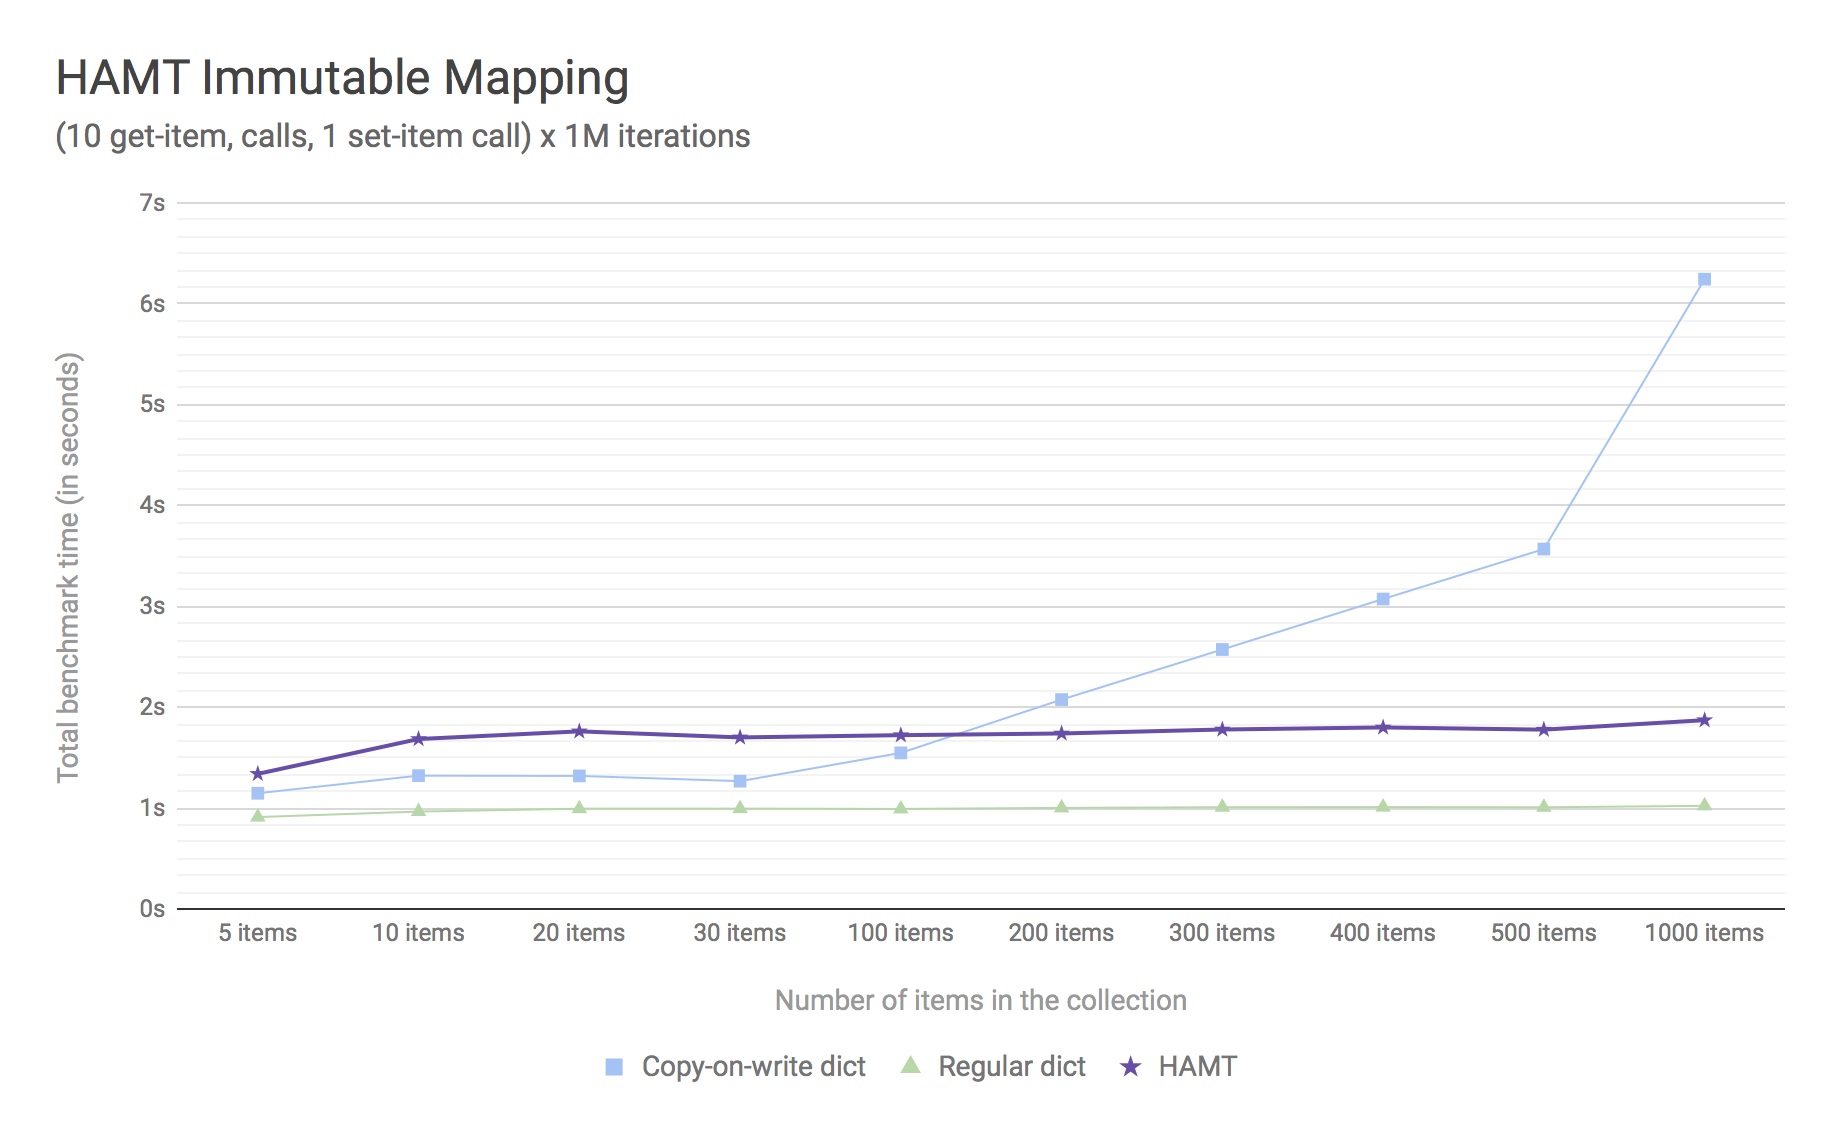 HAMT Immutable Mapping
(10 get-item, calls, 1 set-item call) x 1M iterations
Total benchmark time (in seconds)
7s
6s
5s
4s
3s
2s
1s
0s
5 items 10 items 20 items 30 items 100 items 200 items 300 items 400 items 500 items 1000 items
Number of items in the collection
Copy-on-write dict Regular dict HAMT